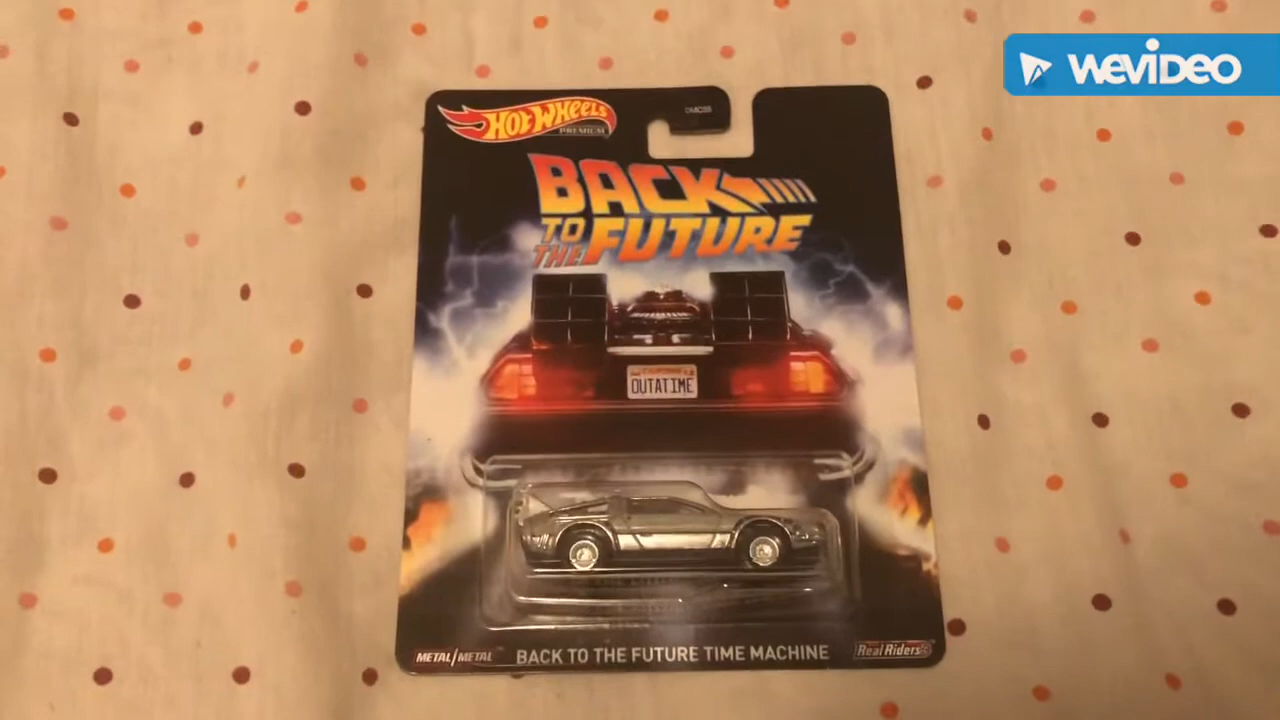 WEVIDEO
HOT WHEELS
PREMIUM
BACK
TO THE FUTURE
CALIFORNIA
OUTATIME
METAL/METAL
BACK TO THE FUTURE TIME MACHINE
Real Riders